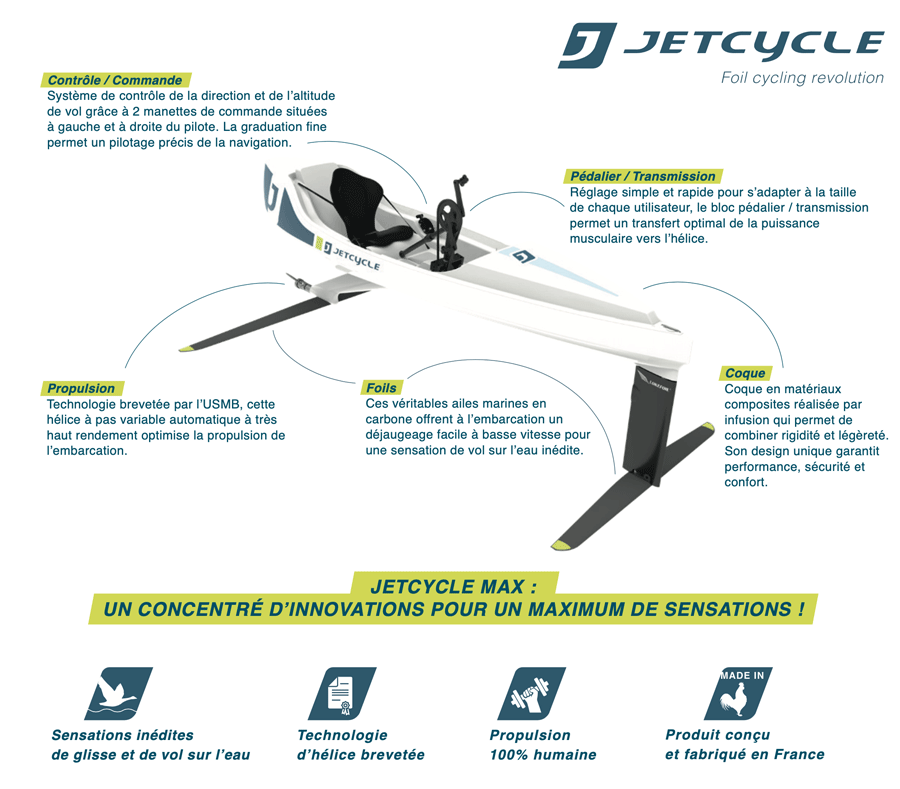 JETCYCLE
Foil cycling revolution
Contrôle / Commande
Système de contrôle de la direction et de l'altitude
de vol grâce à 2 manettes de commande situées
à gauche et à droite du pilote. La graduation fine
permet un pilotage précis de la navigation.
Pédalier / Transmission
Réglage simple et rapide pour s'adapter à la taille
de chaque utilisateur, le bloc pédalier / transmission
permet un transfert optimal de la puissance
musculaire vers l'hélice.
JETCYCLE
Propulsion
Technologie brevetée par l'USMB, cette
hélice à pas variable automatique à très
haut rendement optimise la propulsion de
l'embarcation.
Foils
Ces véritables ailes marines en
carbone offrent à l'embarcation un
déjaugeage facile à basse vitesse pour
une sensation de vol sur l'eau inédite.
Coque
Coque en matériaux
composites réalisée par
infusion qui permet de
combiner rigidité et légèreté.
Son design unique garantit
performance, sécurité et
confort.
JETCYCLE MAX :
UN CONCENTRÉ D'INNOVATIONS POUR UN MAXIMUM DE SENSATIONS !
Sensations inédites
de glisse et de vol sur l'eau
Technologie
d'hélice brevetée
Propulsion
100% humaine
MADE IN
Produit conçu
et fabriqué en France